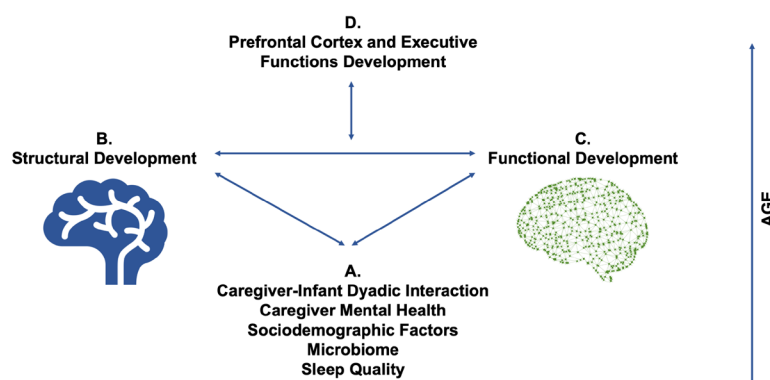 D.
Prefrontal Cortex and Executive
Functions Development
B.
Structural Development
C.
Functional Development
A.
Caregiver-Infant Dyadic Interaction
Caregiver Mental Health
Sociodemographic Factors
Microbiome
Sleep Quality
AGE